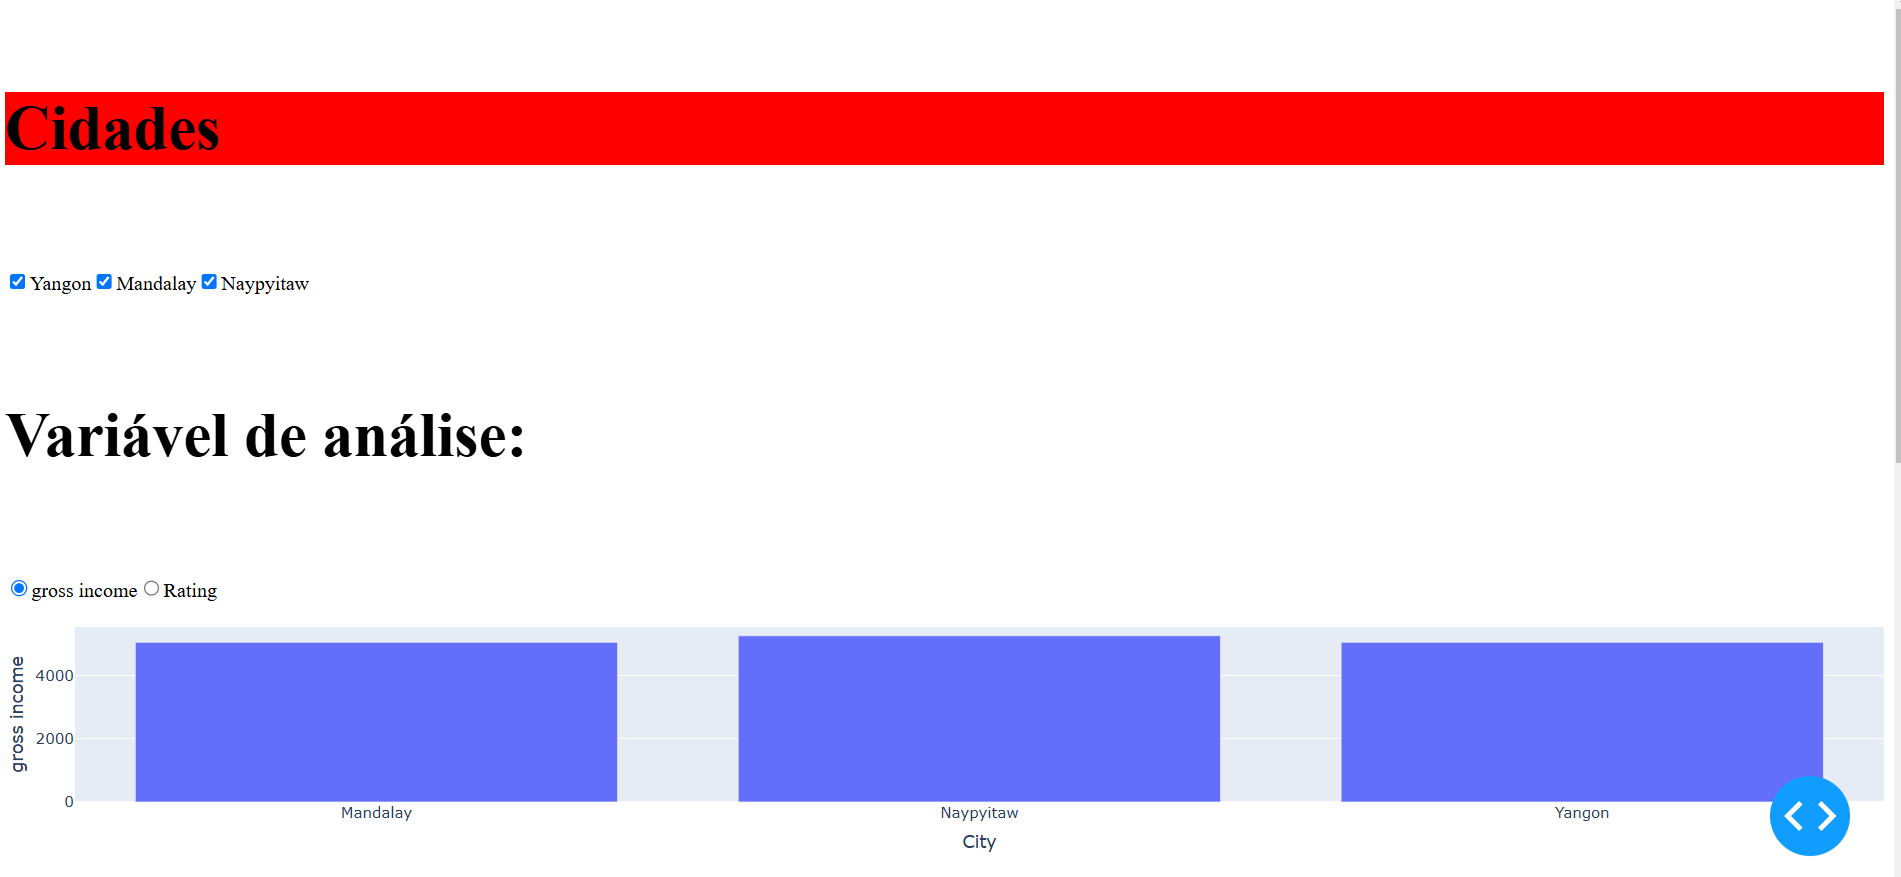 Cidades
Yangon Mandalay Naypyitaw
Variável de análise:
gross income Rating
gross income
4000
2000
0
Mandalay Naypyitaw Yangon
City